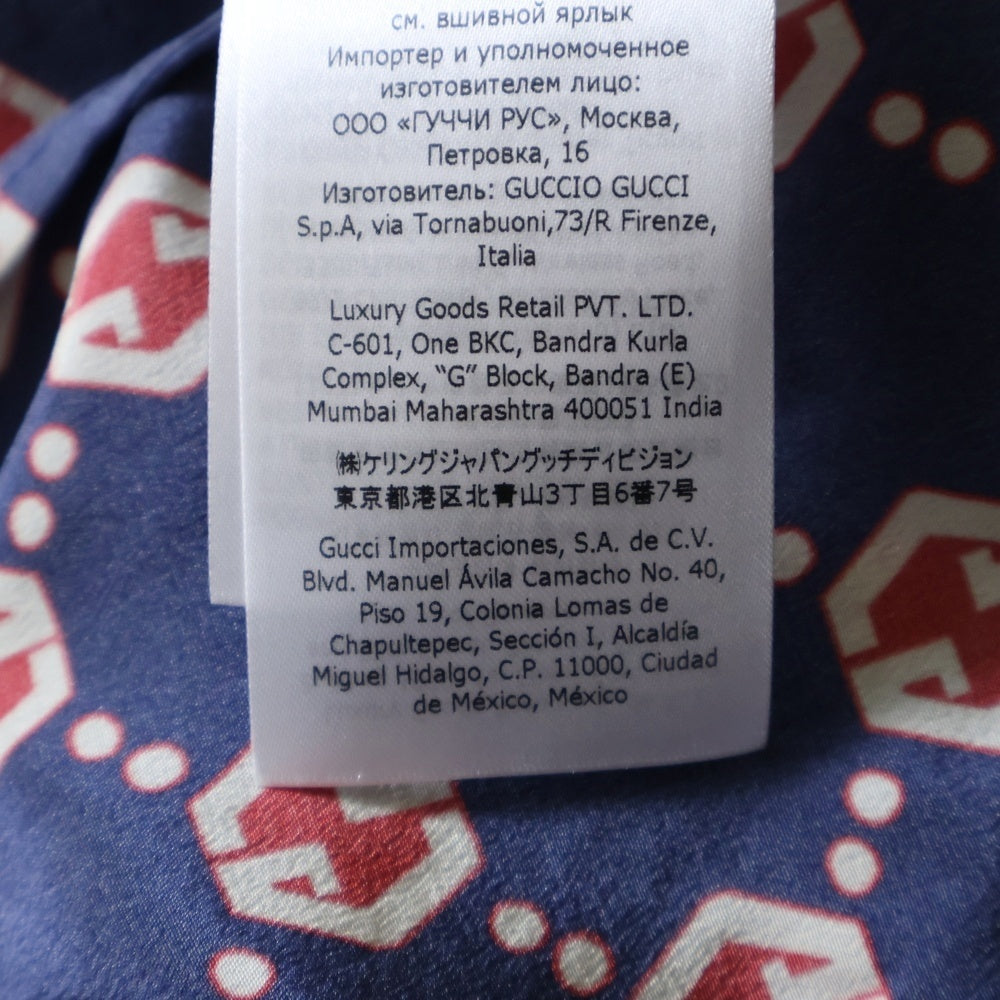 см. вшивной ярлык
Импортер и уполномоченное
изготовителем лицо:
ООО «ГУЧЧИ РУС», Москва,
Петровка, 16
Изготовитель: GUCCIO GUCCI
S.p.A, via Tornabuoni,73/R Firenze,
Italia
Luxury Goods Retail PVT. LTD.
C-601, One BKC, Bandra Kurla
Complex, “G” Block, Bandra (E)
Mumbai Maharashtra 400051 India
㈱ケリングジャパングッチディビジョン
東京都港区北青山3丁目6番7号
Gucci Importaciones, S.A. de C.V.
Blvd. Manuel Ávila Camacho No. 40,
Piso 19, Colonia Lomas de
Chapultepec, Sección I, Alcaldía
Miguel Hidalgo, C.P. 11000, Ciudad
de México, México